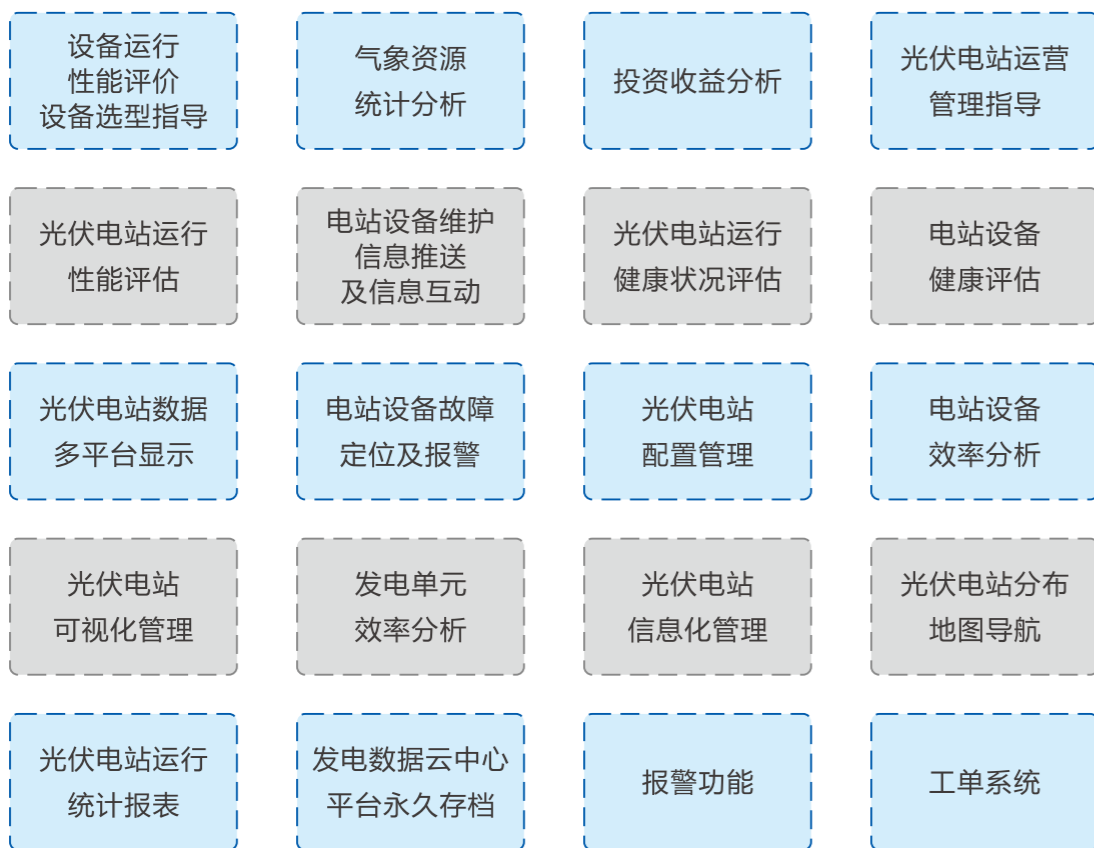 设备运行
性能评价
设备选型指导
气象资源
统计分析
投资收益分析
光伏电站运营
管理指导
光伏电站运行
性能评估
电站设备维护
信息推送
及信息互动
光伏电站运行
健康状况评估
电站设备
健康评估
光伏电站数据
多平台显示
电站设备故障
定位及报警
光伏电站
配置管理
电站设备
效率分析
光伏电站
可视化管理
发电单元
效率分析
光伏电站
信息化管理
光伏电站分布
地图导航
光伏电站运行
统计报表
发电数据云中心
平台永久存档
报警功能
工单系统